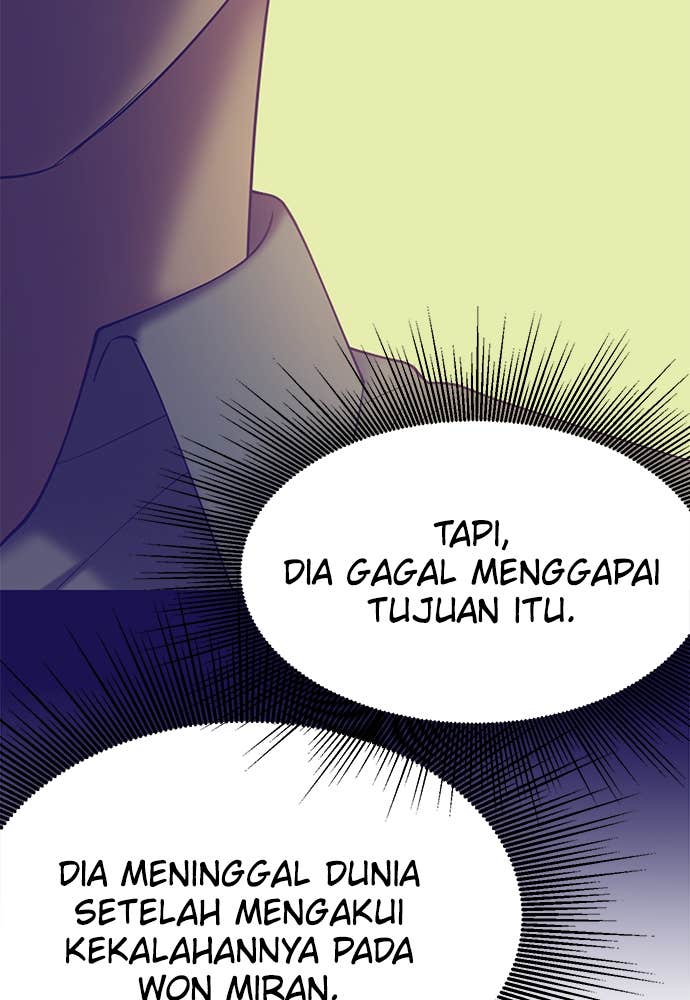 TAPI,
DIA GAGAL MENGGAPAI
TUJUAN ITU.
DIA MENINGGAL DUNIA
SETELAH MENGAKUI
KEKALAHANNYA PADA
WON MIRAN.